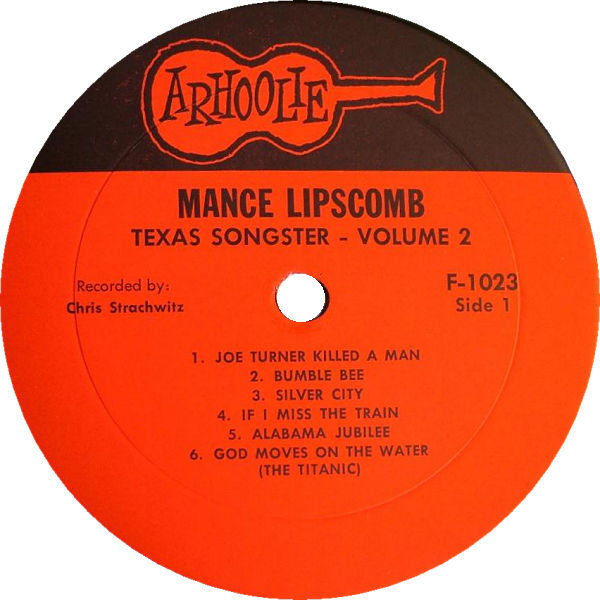 ARHOOLIE
MANCE LIPSCOMB
TEXAS SONGSTER - VOLUME 2
Recorded by:
Chris Strachwitz
F-1023
Side 1
1. JOE TURNER KILLED A MAN
2. BUMBLE BEE
3. SILVER CITY
4. IF I MISS THE TRAIN
5. ALABAMA JUBILEE
6. GOD MOVES ON THE WATER
(THE TITANIC)